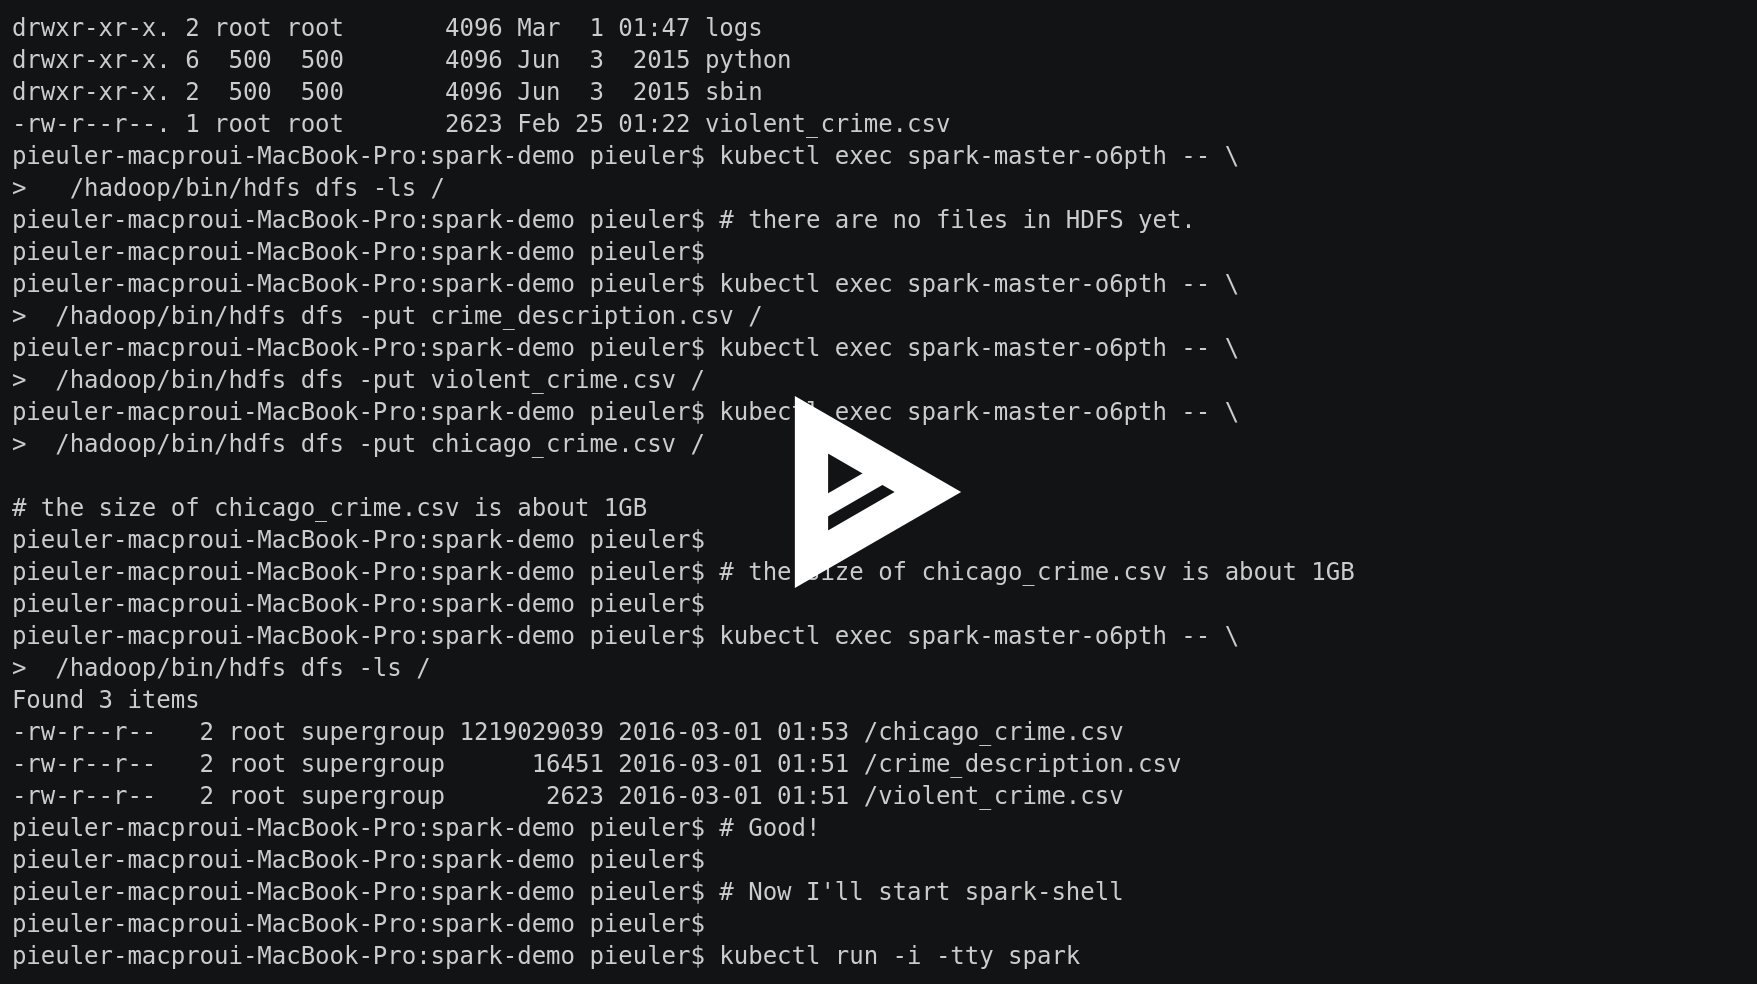 drwxr-xr-x. 2 root root       4096 Mar  1 01:47 logs
drwxr-xr-x. 6  500  500       4096 Jun  3  2015 python
drwxr-xr-x. 2  500  500       4096 Jun  3  2015 sbin
-rw-r--r--. 1 root root       2623 Feb 25 01:22 violent_crime.csv
pieuler-macproui-MacBook-Pro:spark-demo pieuler$ kubectl exec spark-master-o6pth -- \
>   /hadoop/bin/hdfs dfs -ls /
pieuler-macproui-MacBook-Pro:spark-demo pieuler$ # there are no files in HDFS yet.
pieuler-macproui-MacBook-Pro:spark-demo pieuler$
pieuler-macproui-MacBook-Pro:spark-demo pieuler$ kubectl exec spark-master-o6pth -- \
>  /hadoop/bin/hdfs dfs -put crime_description.csv /
pieuler-macproui-MacBook-Pro:spark-demo pieuler$ kubectl exec spark-master-o6pth -- \
>  /hadoop/bin/hdfs dfs -put violent_crime.csv /
pieuler-macproui-MacBook-Pro:spark-demo pieuler$ kubectl exec spark-master-o6pth -- \
>  /hadoop/bin/hdfs dfs -put chicago_crime.csv /
# the size of chicago_crime.csv is about 1GB
pieuler-macproui-MacBook-Pro:spark-demo pieuler$
pieuler-macproui-MacBook-Pro:spark-demo pieuler$ # the size of chicago_crime.csv is about 1GB
pieuler-macproui-MacBook-Pro:spark-demo pieuler$
pieuler-macproui-MacBook-Pro:spark-demo pieuler$ kubectl exec spark-master-o6pth -- \
>  /hadoop/bin/hdfs dfs -ls /
Found 3 items
-rw-r--r--   2 root supergroup 1219029039 2016-03-01 01:53 /chicago_crime.csv
-rw-r--r--   2 root supergroup      16451 2016-03-01 01:51 /crime_description.csv
-rw-r--r--   2 root supergroup       2623 2016-03-01 01:51 /violent_crime.csv
pieuler-macproui-MacBook-Pro:spark-demo pieuler$ # Good!
pieuler-macproui-MacBook-Pro:spark-demo pieuler$
pieuler-macproui-MacBook-Pro:spark-demo pieuler$ # Now I'll start spark-shell
pieuler-macproui-MacBook-Pro:spark-demo pieuler$
pieuler-macproui-MacBook-Pro:spark-demo pieuler$ kubectl run -i -tty spark